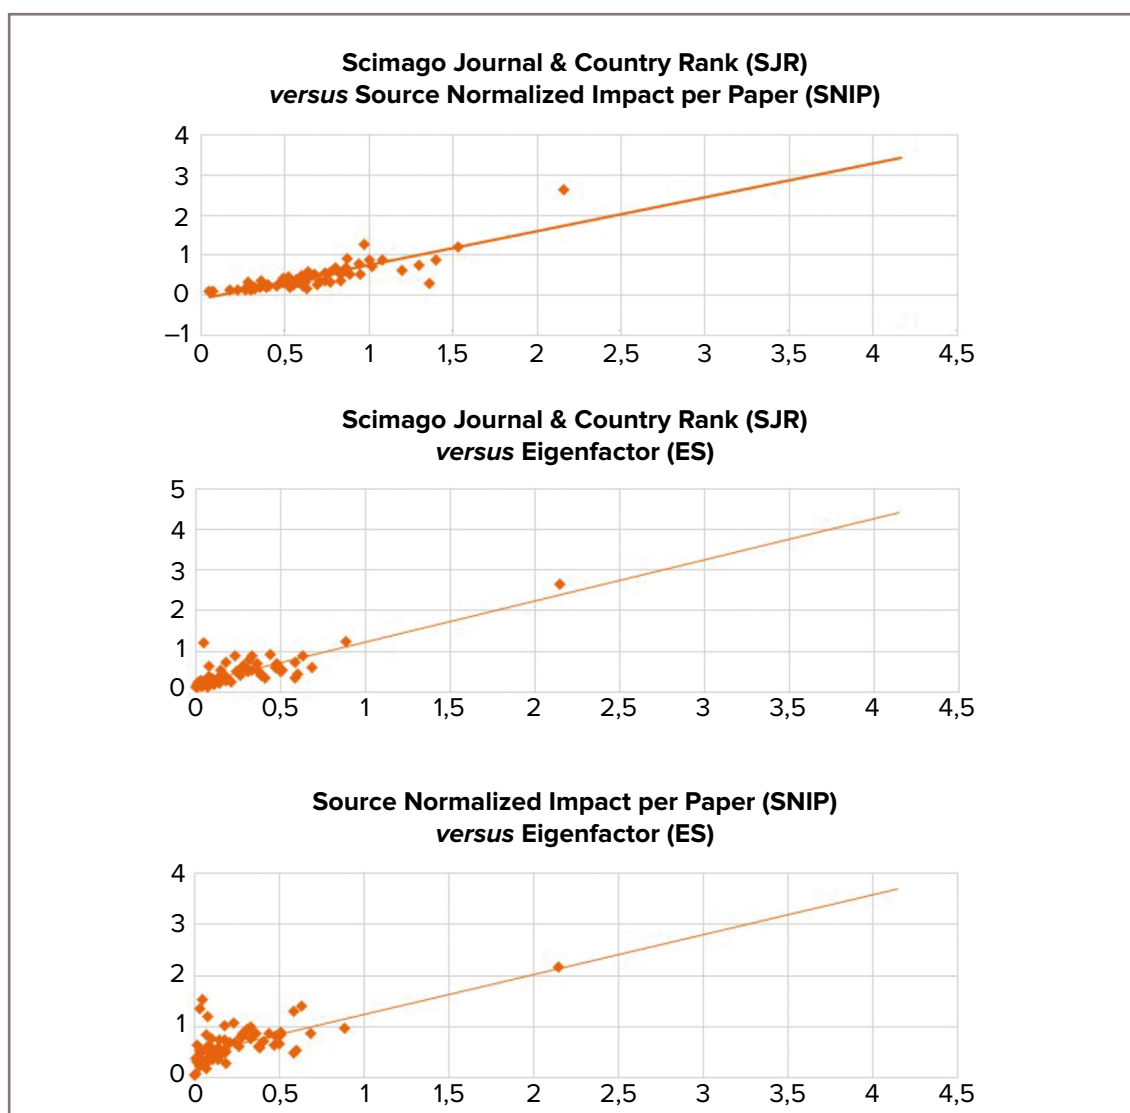 Scimago Journal & Country Rank (SJR)
versus Source Normalized Impact per Paper (SNIP)
4
3
2
1
0
–1
0 0,5 1 1,5 2 2,5 3 3,5 4 4,5
Scimago Journal & Country Rank (SJR)
versus Eigenfactor (ES)
5
4
3
2
1
0
0 0,5 1 1,5 2 2,5 3 3,5 4 4,5
Source Normalized Impact per Paper (SNIP)
versus Eigenfactor (ES)
4
3
2
1
0
0 0,5 1 1,5 2 2,5 3 3,5 4 4,5